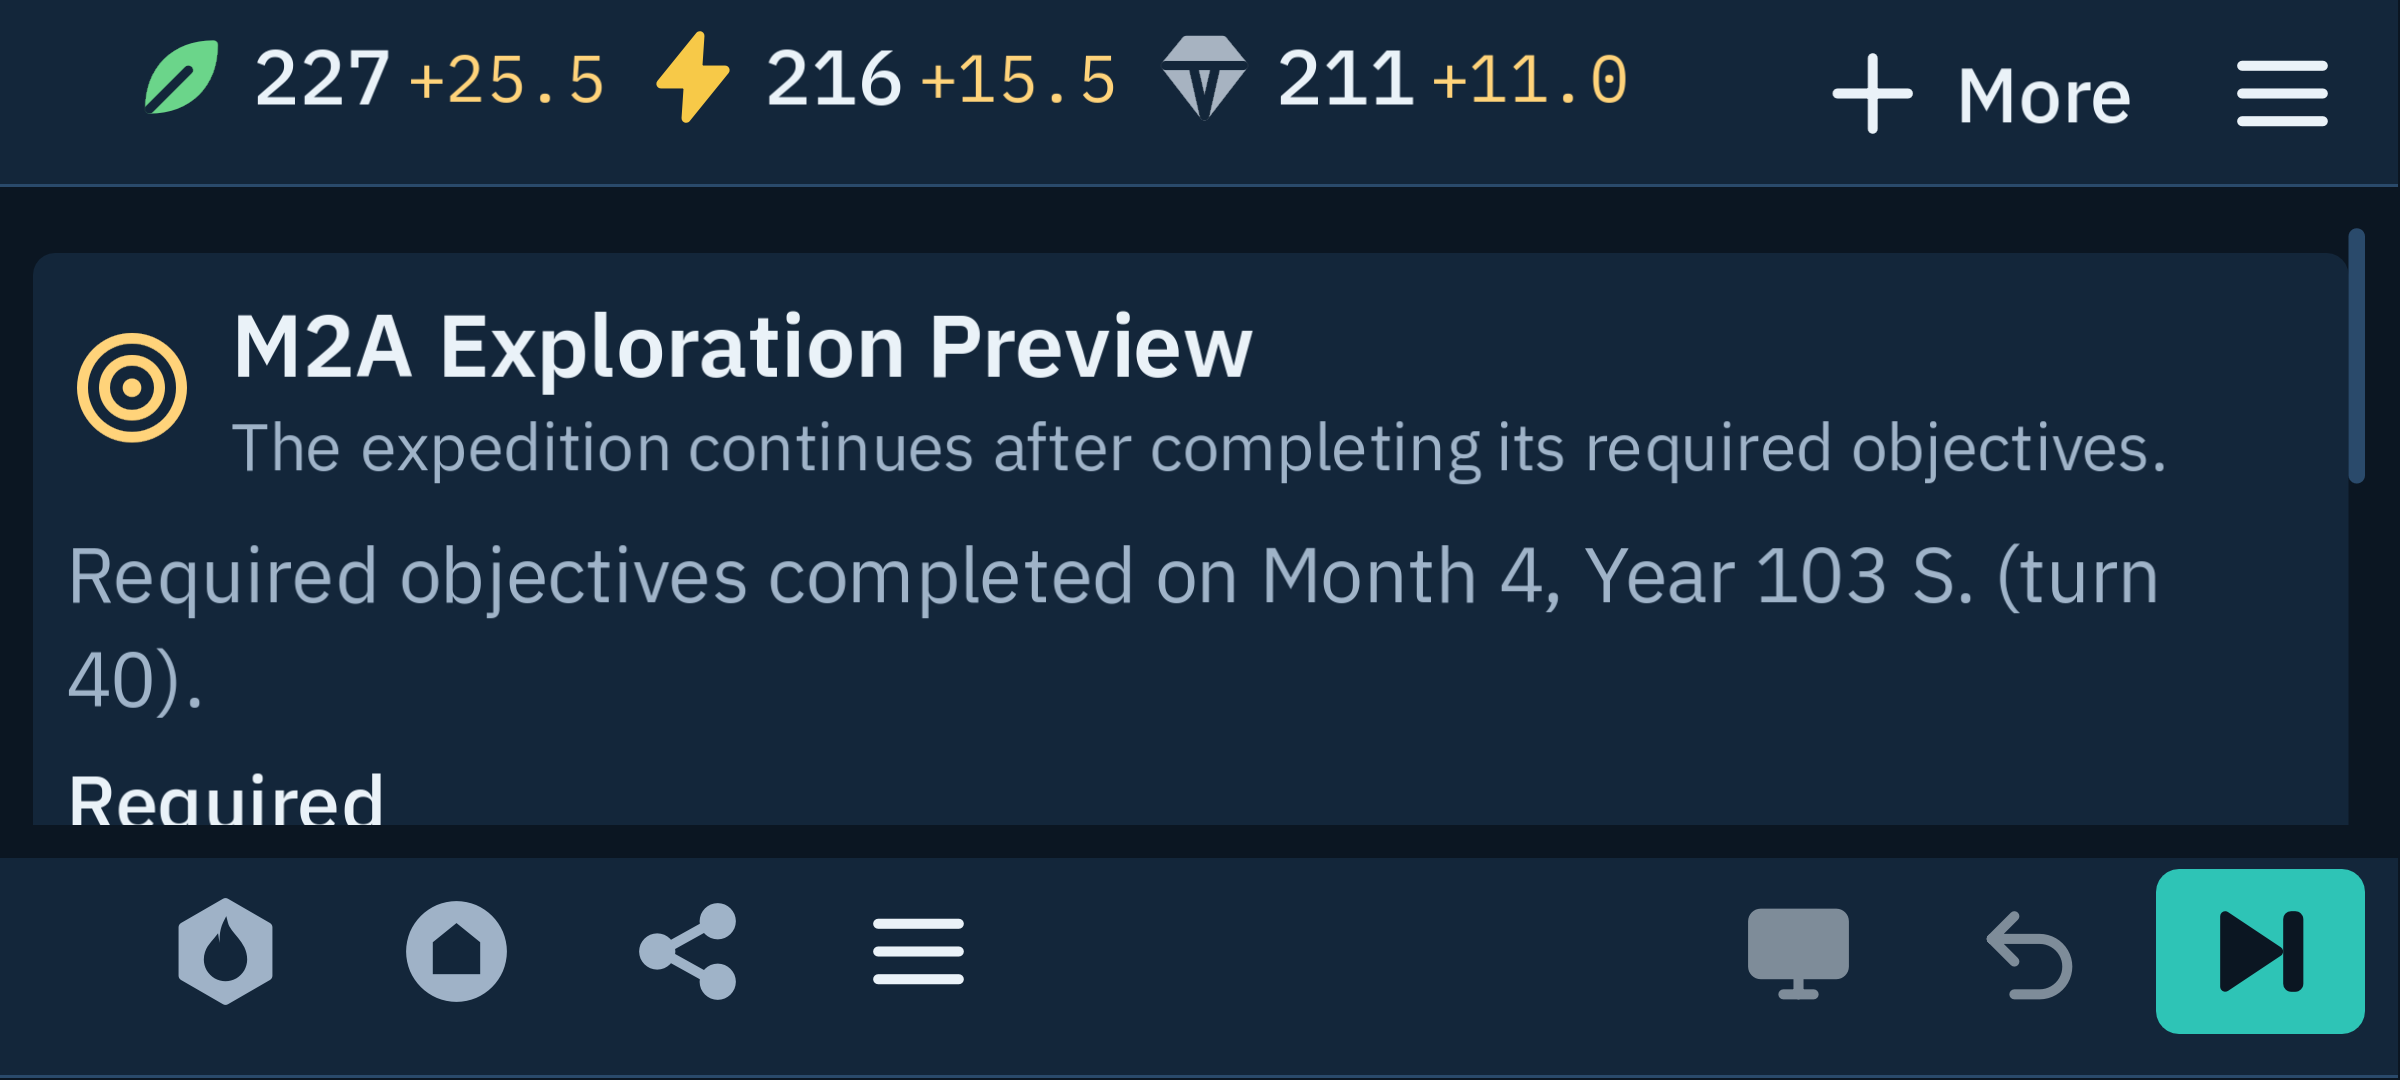 227 +25.5 216 +15.5 211 +11.0 More
M2A Exploration Preview
The expedition continues after completing its required objectives.
Required objectives completed on Month 4, Year 103 S. (turn
40).
Required